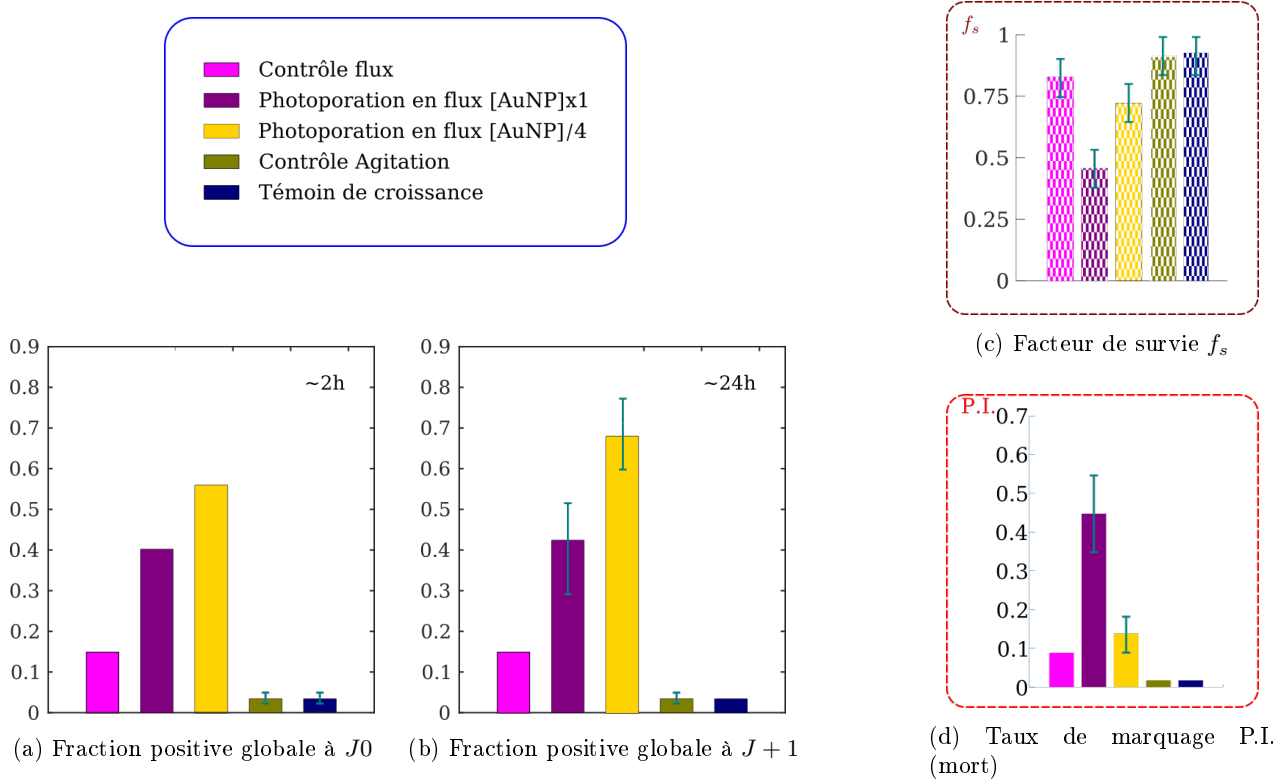 Contrôle flux
Photoporation en flux [AuNP]x1
Photoporation en flux [AuNP]/4
Contrôle Agitation
Témoin de croissance
f_s
1
0.75
0.5
0.25
0
(c) Facteur de survie f_s
0.9
0.8
0.7
0.6
0.5
0.4
0.3
0.2
0.1
0
~2h
(a) Fraction positive globale à J0
0.9
0.8
0.7
0.6
0.5
0.4
0.3
0.2
0.1
0
~24h
(b) Fraction positive globale à J + 1
P.I.
0.7
0.6
0.5
0.4
0.3
0.2
0.1
0
(d) Taux de marquage P.I.
(mort)